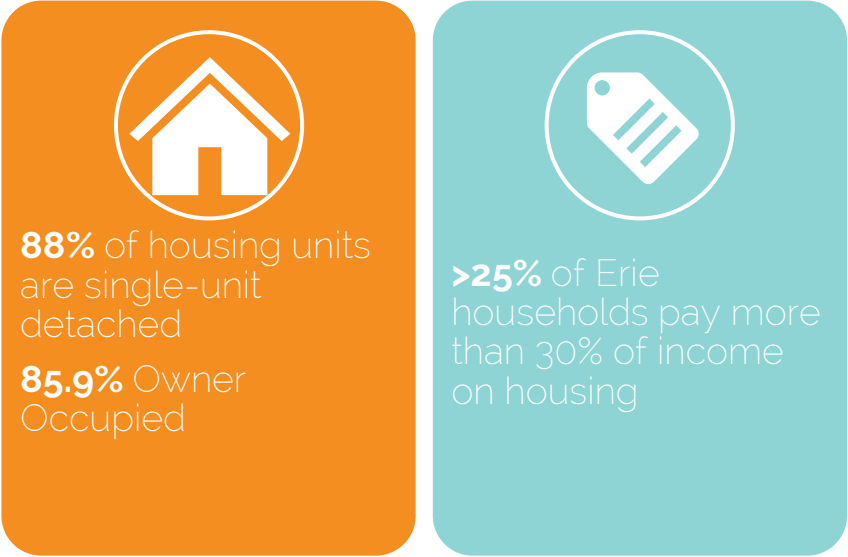 88% of housing units
are single-unit
detached
85.9% Owner
Occupied
>25% of Erie
households pay more
than 30% of income
on housing